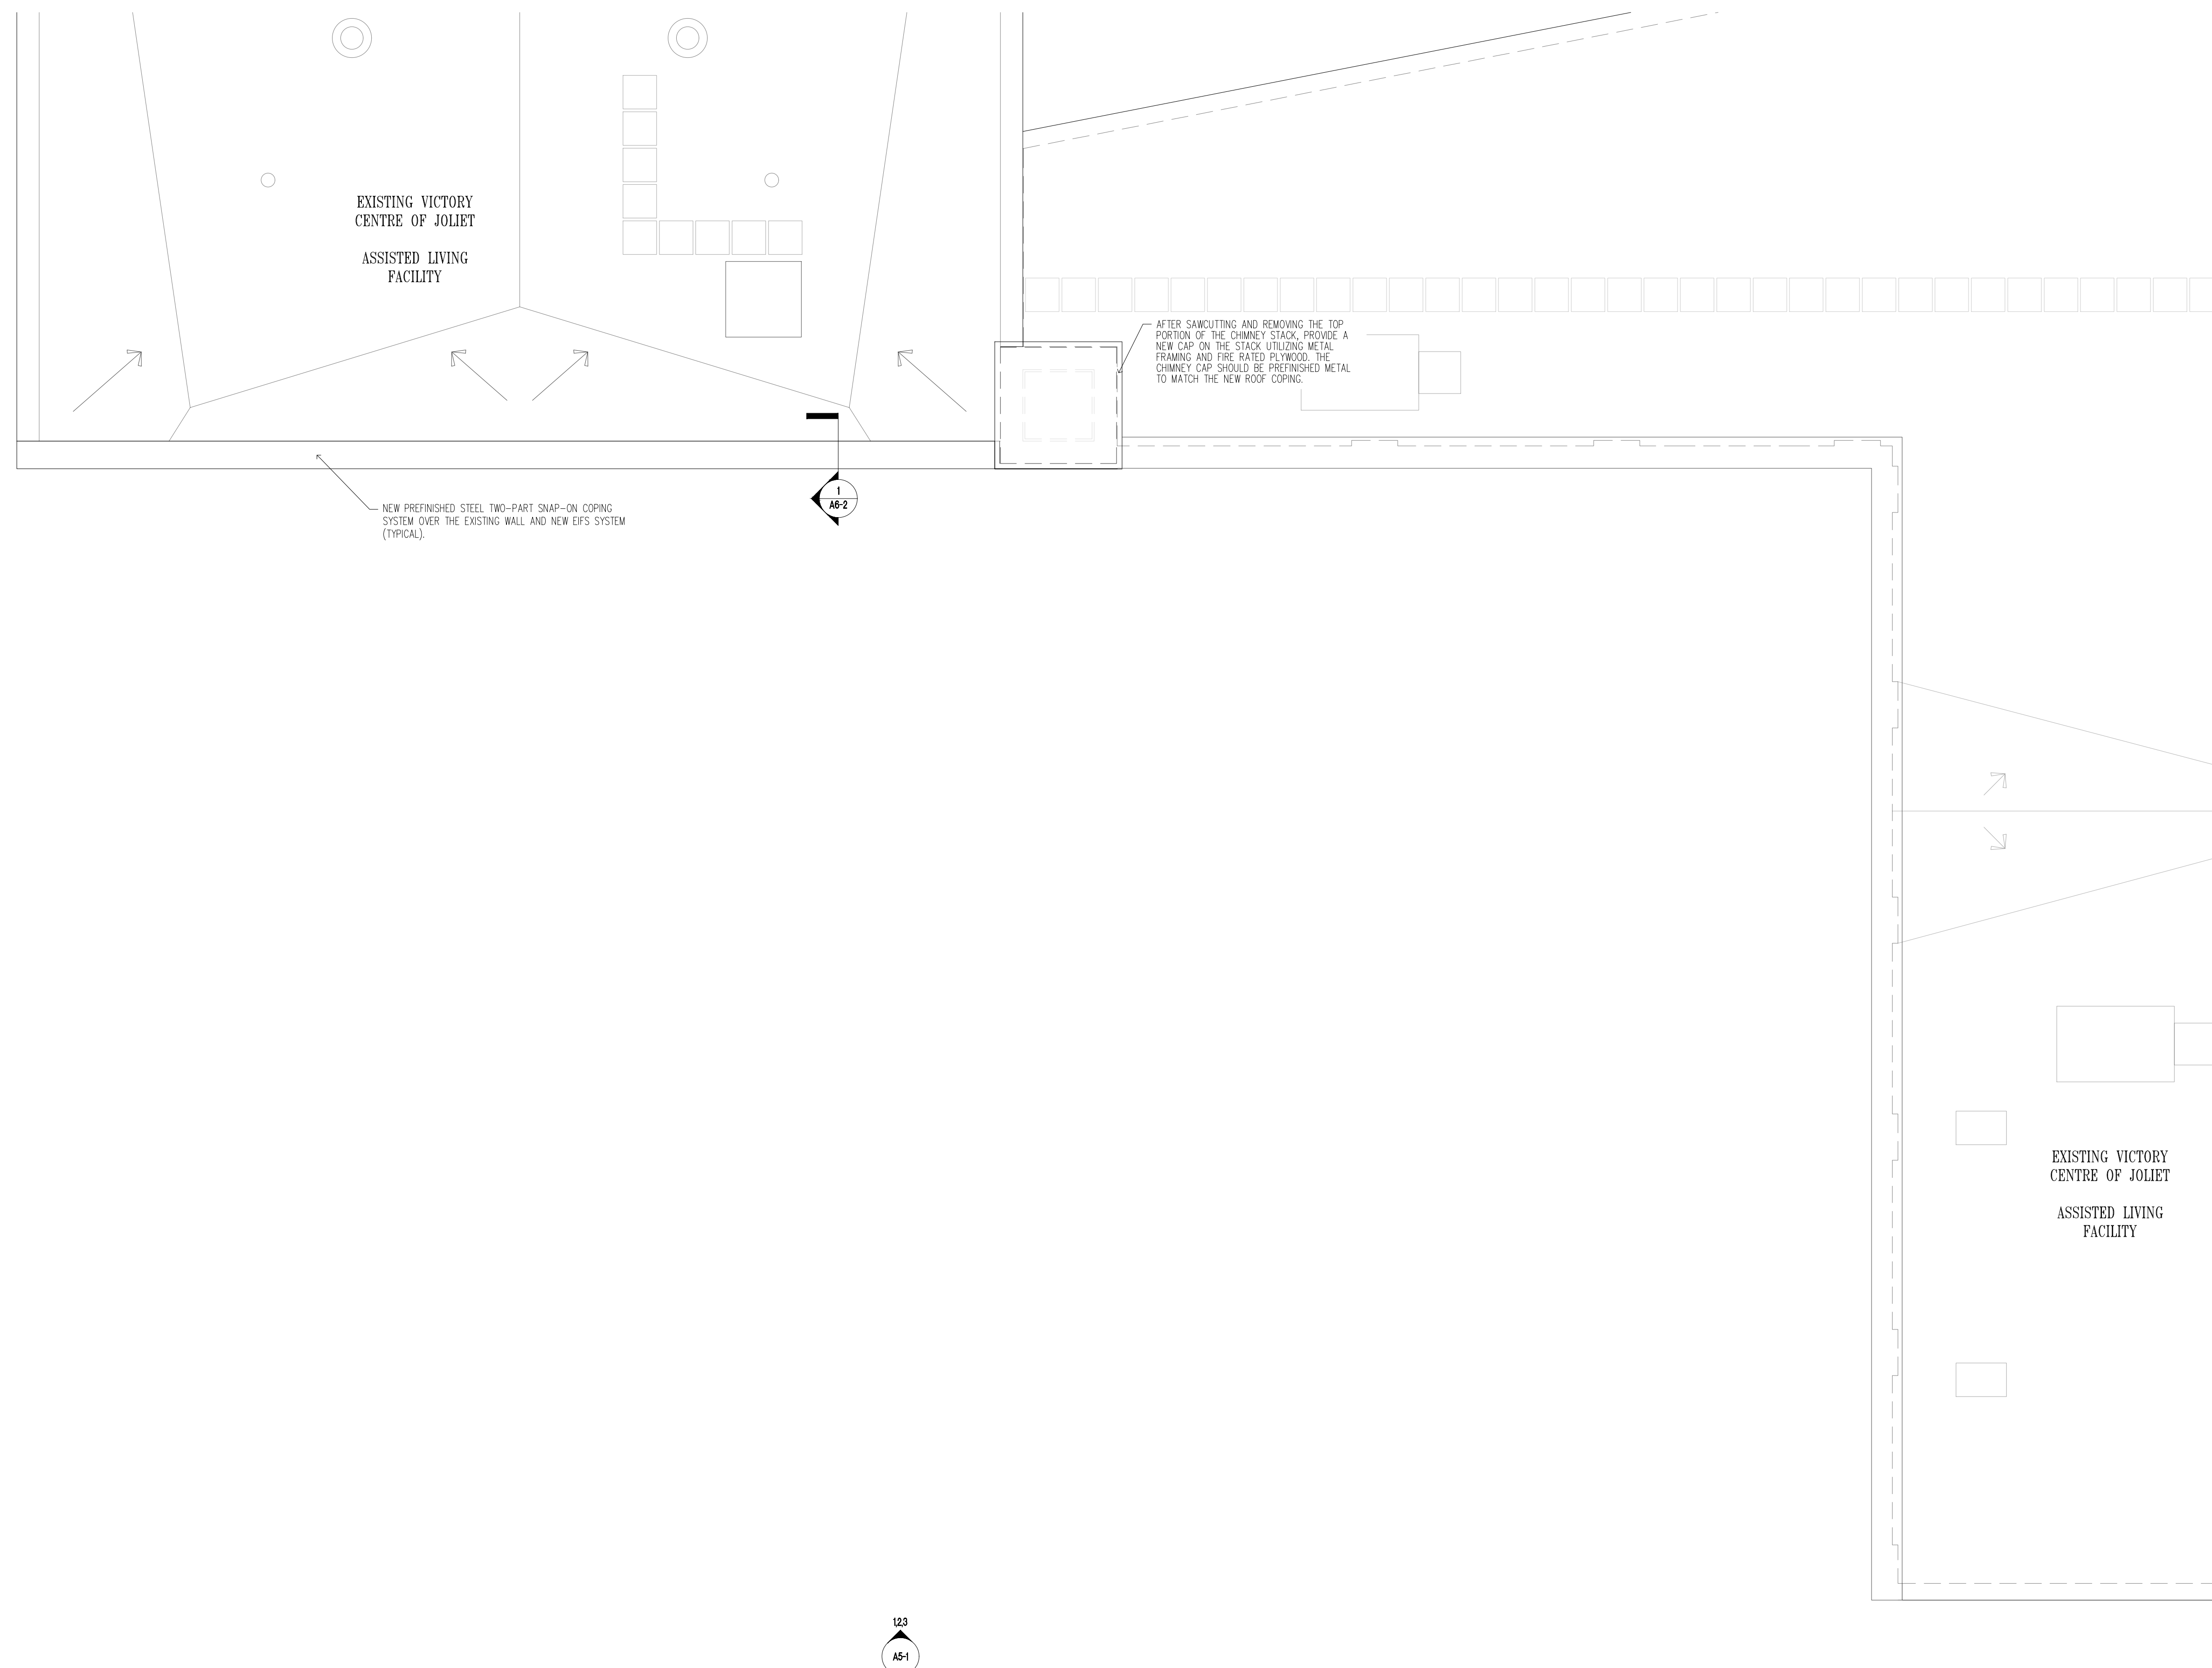 EXISTING VICTORY
CENTRE OF JOLIET
ASSISTED LIVING
FACILITY
AFTER SAWCUTTING AND REMOVING THE TOP
PORTION OF THE CHIMNEY STACK, PROVIDE A
NEW CAP ON THE STACK UTILIZING METAL
FRAMING AND FIRE RATED PLYWOOD. THE
CHIMNEY CAP SHOULD BE PREFINISHED METAL
TO MATCH THE NEW ROOF COPING.
1
A6-2
NEW PREFINISHED STEEL TWO-PART SNAP-ON COPING
SYSTEM OVER THE EXISTING WALL AND NEW EIFS SYSTEM
(TYPICAL).
EXISTING VICTORY
CENTRE OF JOLIET
ASSISTED LIVING
FACILITY
1,2,3
A5-1